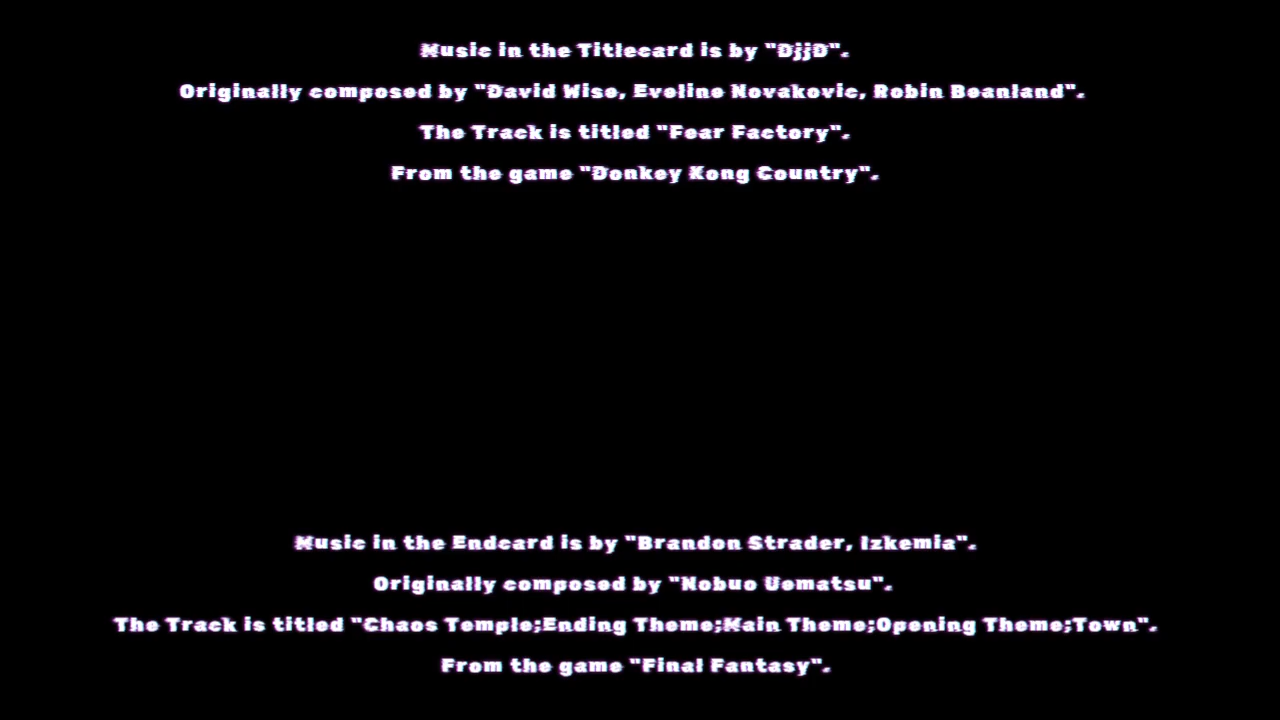 Music in the Titlecard is by "DjjD".
Originally composed by "David Wise, Eveline Novakovic, Robin Beanland".
The Track is titled "Fear Factory".
From the game "Donkey Kong Country".
Music in the Endcard is by "Brandon Strader, Izkemia".
Originally composed by "Nobuo Uematsu".
The Track is titled "Chaos Temple;Ending Theme;Main Theme;Opening Theme;Town".
From the game "Final Fantasy".